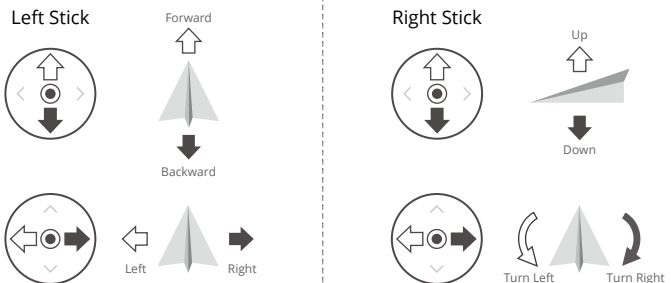 Left Stick
Forward
Backward
Left
Right
Right Stick
Up
Down
Turn Left
Turn Right